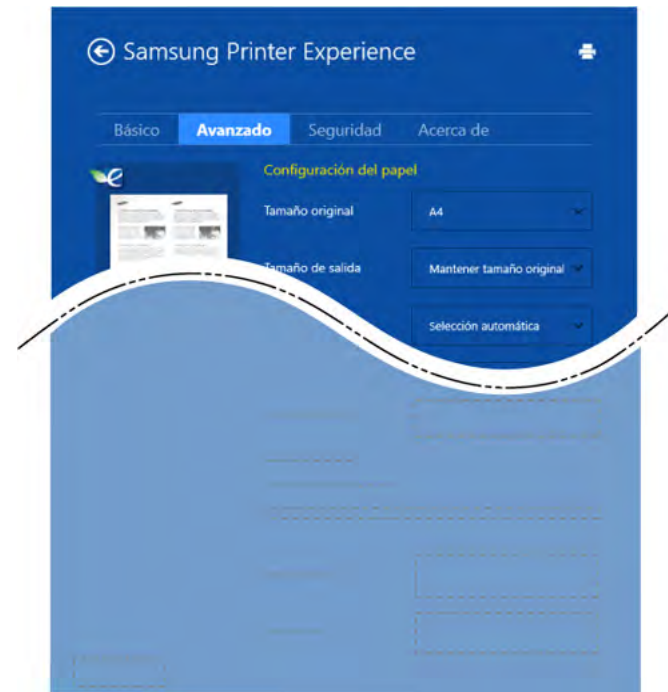 Samsung Printer Experience
Básico Avanzado Seguridad Acerca de
Configuración del papel
Tamaño original A4
Tamaño de salida Mantener tamaño original
Selección automática